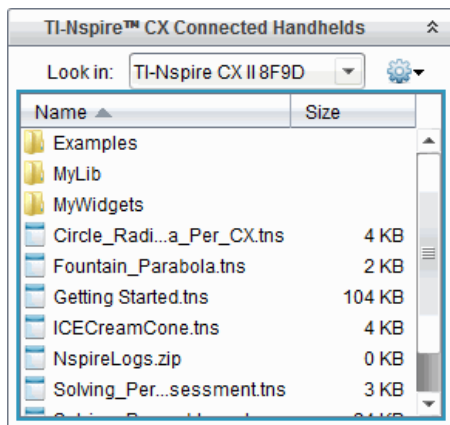 TI-Nspire™ CX Connected Handhelds
Look in: TI-Nspire CX II 8F9D
Name Size
Examples
MyLib
MyWidgets
Circle_Radi...a_Per_CX.tns 4 KB
Fountain_Parabola.tns 2 KB
Getting Started.tns 104 KB
ICECreamCone.tns 4 KB
NspireLogs.zip 0 KB
Solving_Per...sessment.tns 3 KB